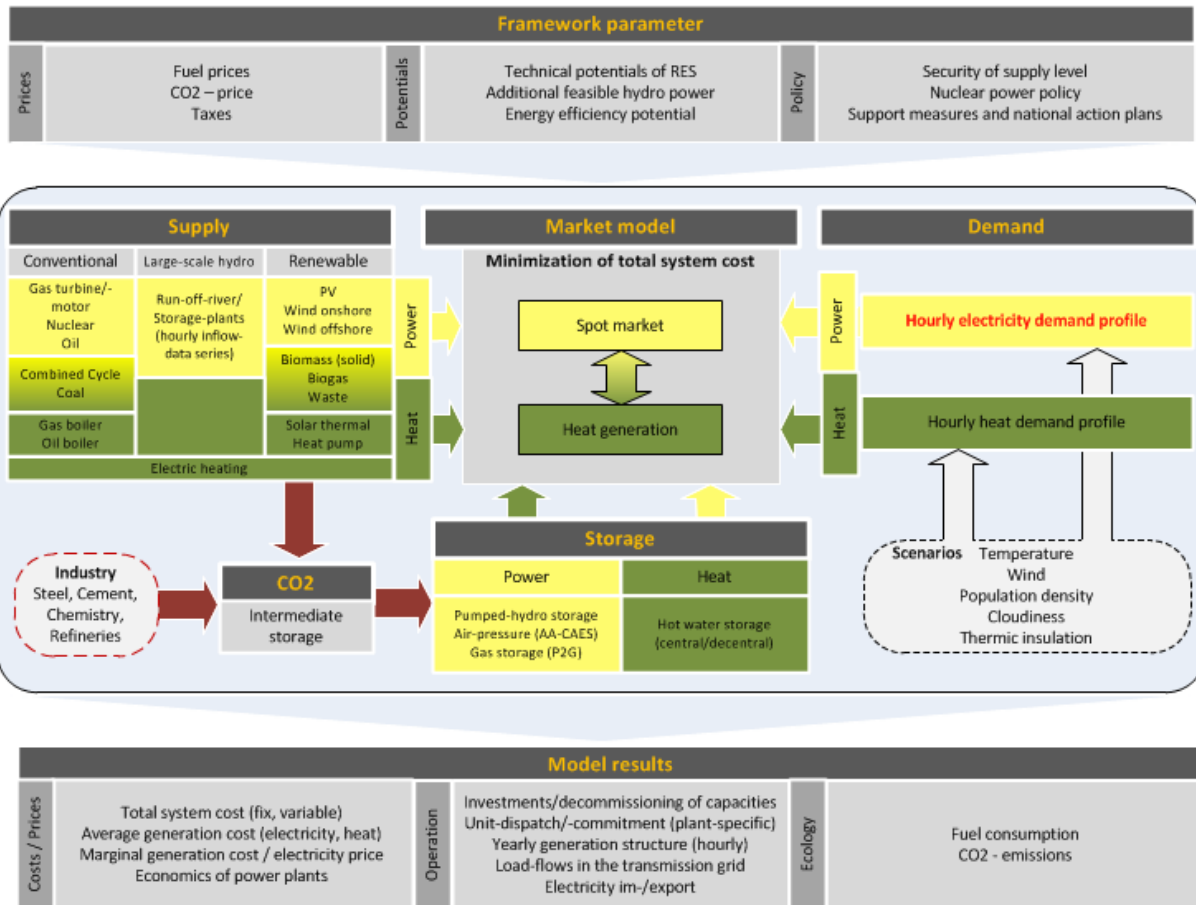 Framework parameter
Prices
Fuel prices
CO2 – price
Taxes
Potentials
Technical potentials of RES
Additional feasible hydro power
Energy efficiency potential
Policy
Security of supply level
Nuclear power policy
Support measures and national action plans
Supply
Conventional
Large-scale hydro
Renewable
Gas turbine/-
motor
Nuclear
Oil
Run-off-river/
Storage-plants
(hourly inflow-
data series)
PV
Wind onshore
Wind offshore
Combined Cycle
Coal
Biomass (solid)
Biogas
Waste
Gas boiler
Oil boiler
Solar thermal
Heat pump
Electric heating
Power
Heat
Market model
Minimization of total system cost
Spot market
Heat generation
Demand
Power
Hourly electricity demand profile
Heat
Hourly heat demand profile
Scenarios
Temperature
Wind
Population density
Cloudiness
Thermic insulation
Industry
Steel, Cement,
Chemistry,
Refineries
CO2
Intermediate
storage
Storage
Power
Heat
Pumped-hydro storage
Air-pressure (AA-CAES)
Gas storage (P2G)
Hot water storage
(central/decentral)
Model results
Costs / Prices
Total system cost (fix, variable)
Average generation cost (electricity, heat)
Marginal generation cost / electricity price
Economics of power plants
Operation
Investments/decommissioning of capacities
Unit-dispatch/-commitment (plant-specific)
Yearly generation structure (hourly)
Load-flows in the transmission grid
Electricity im-/export
Ecology
Fuel consumption
CO2 - emissions